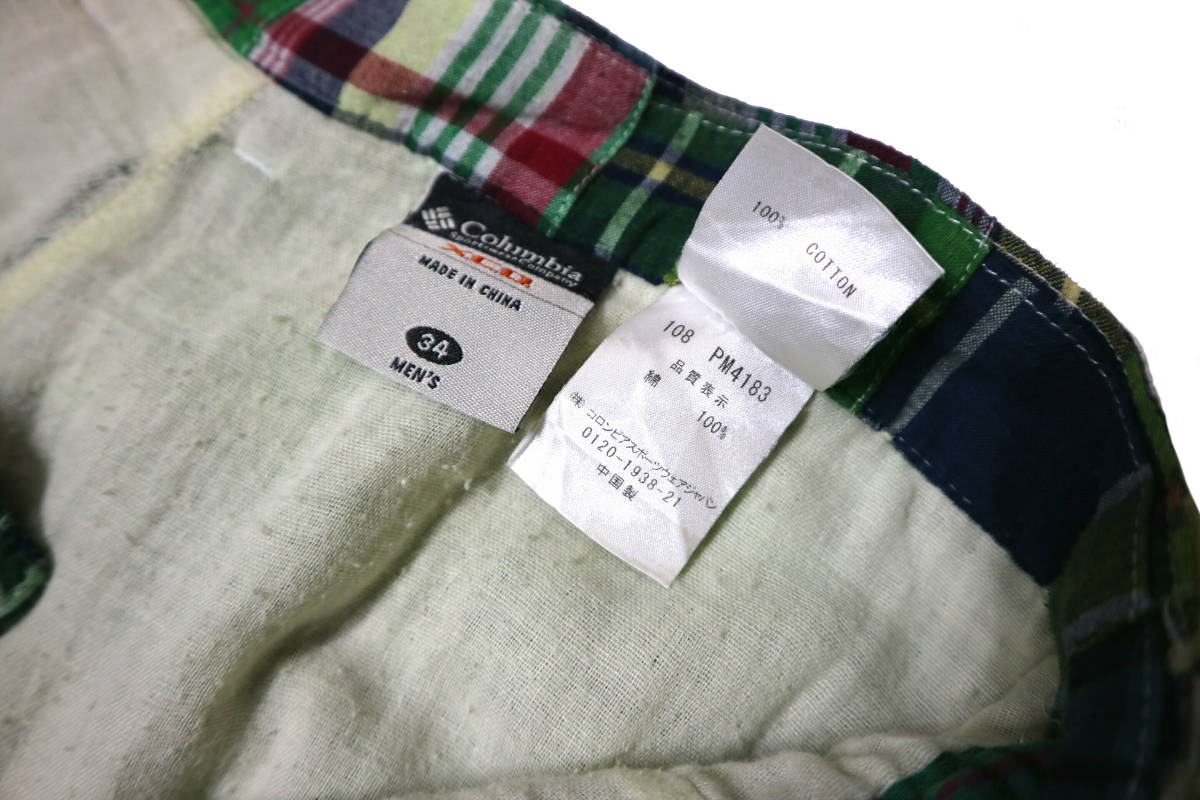 Columbia
Sportswear Company
XCO
MADE IN CHINA
34
MEN'S
100% COTTON
108 PM4183
品質表示
綿 100%
(株)コロンビアスポーツウェアジャパン
0120-1938-21
中国製